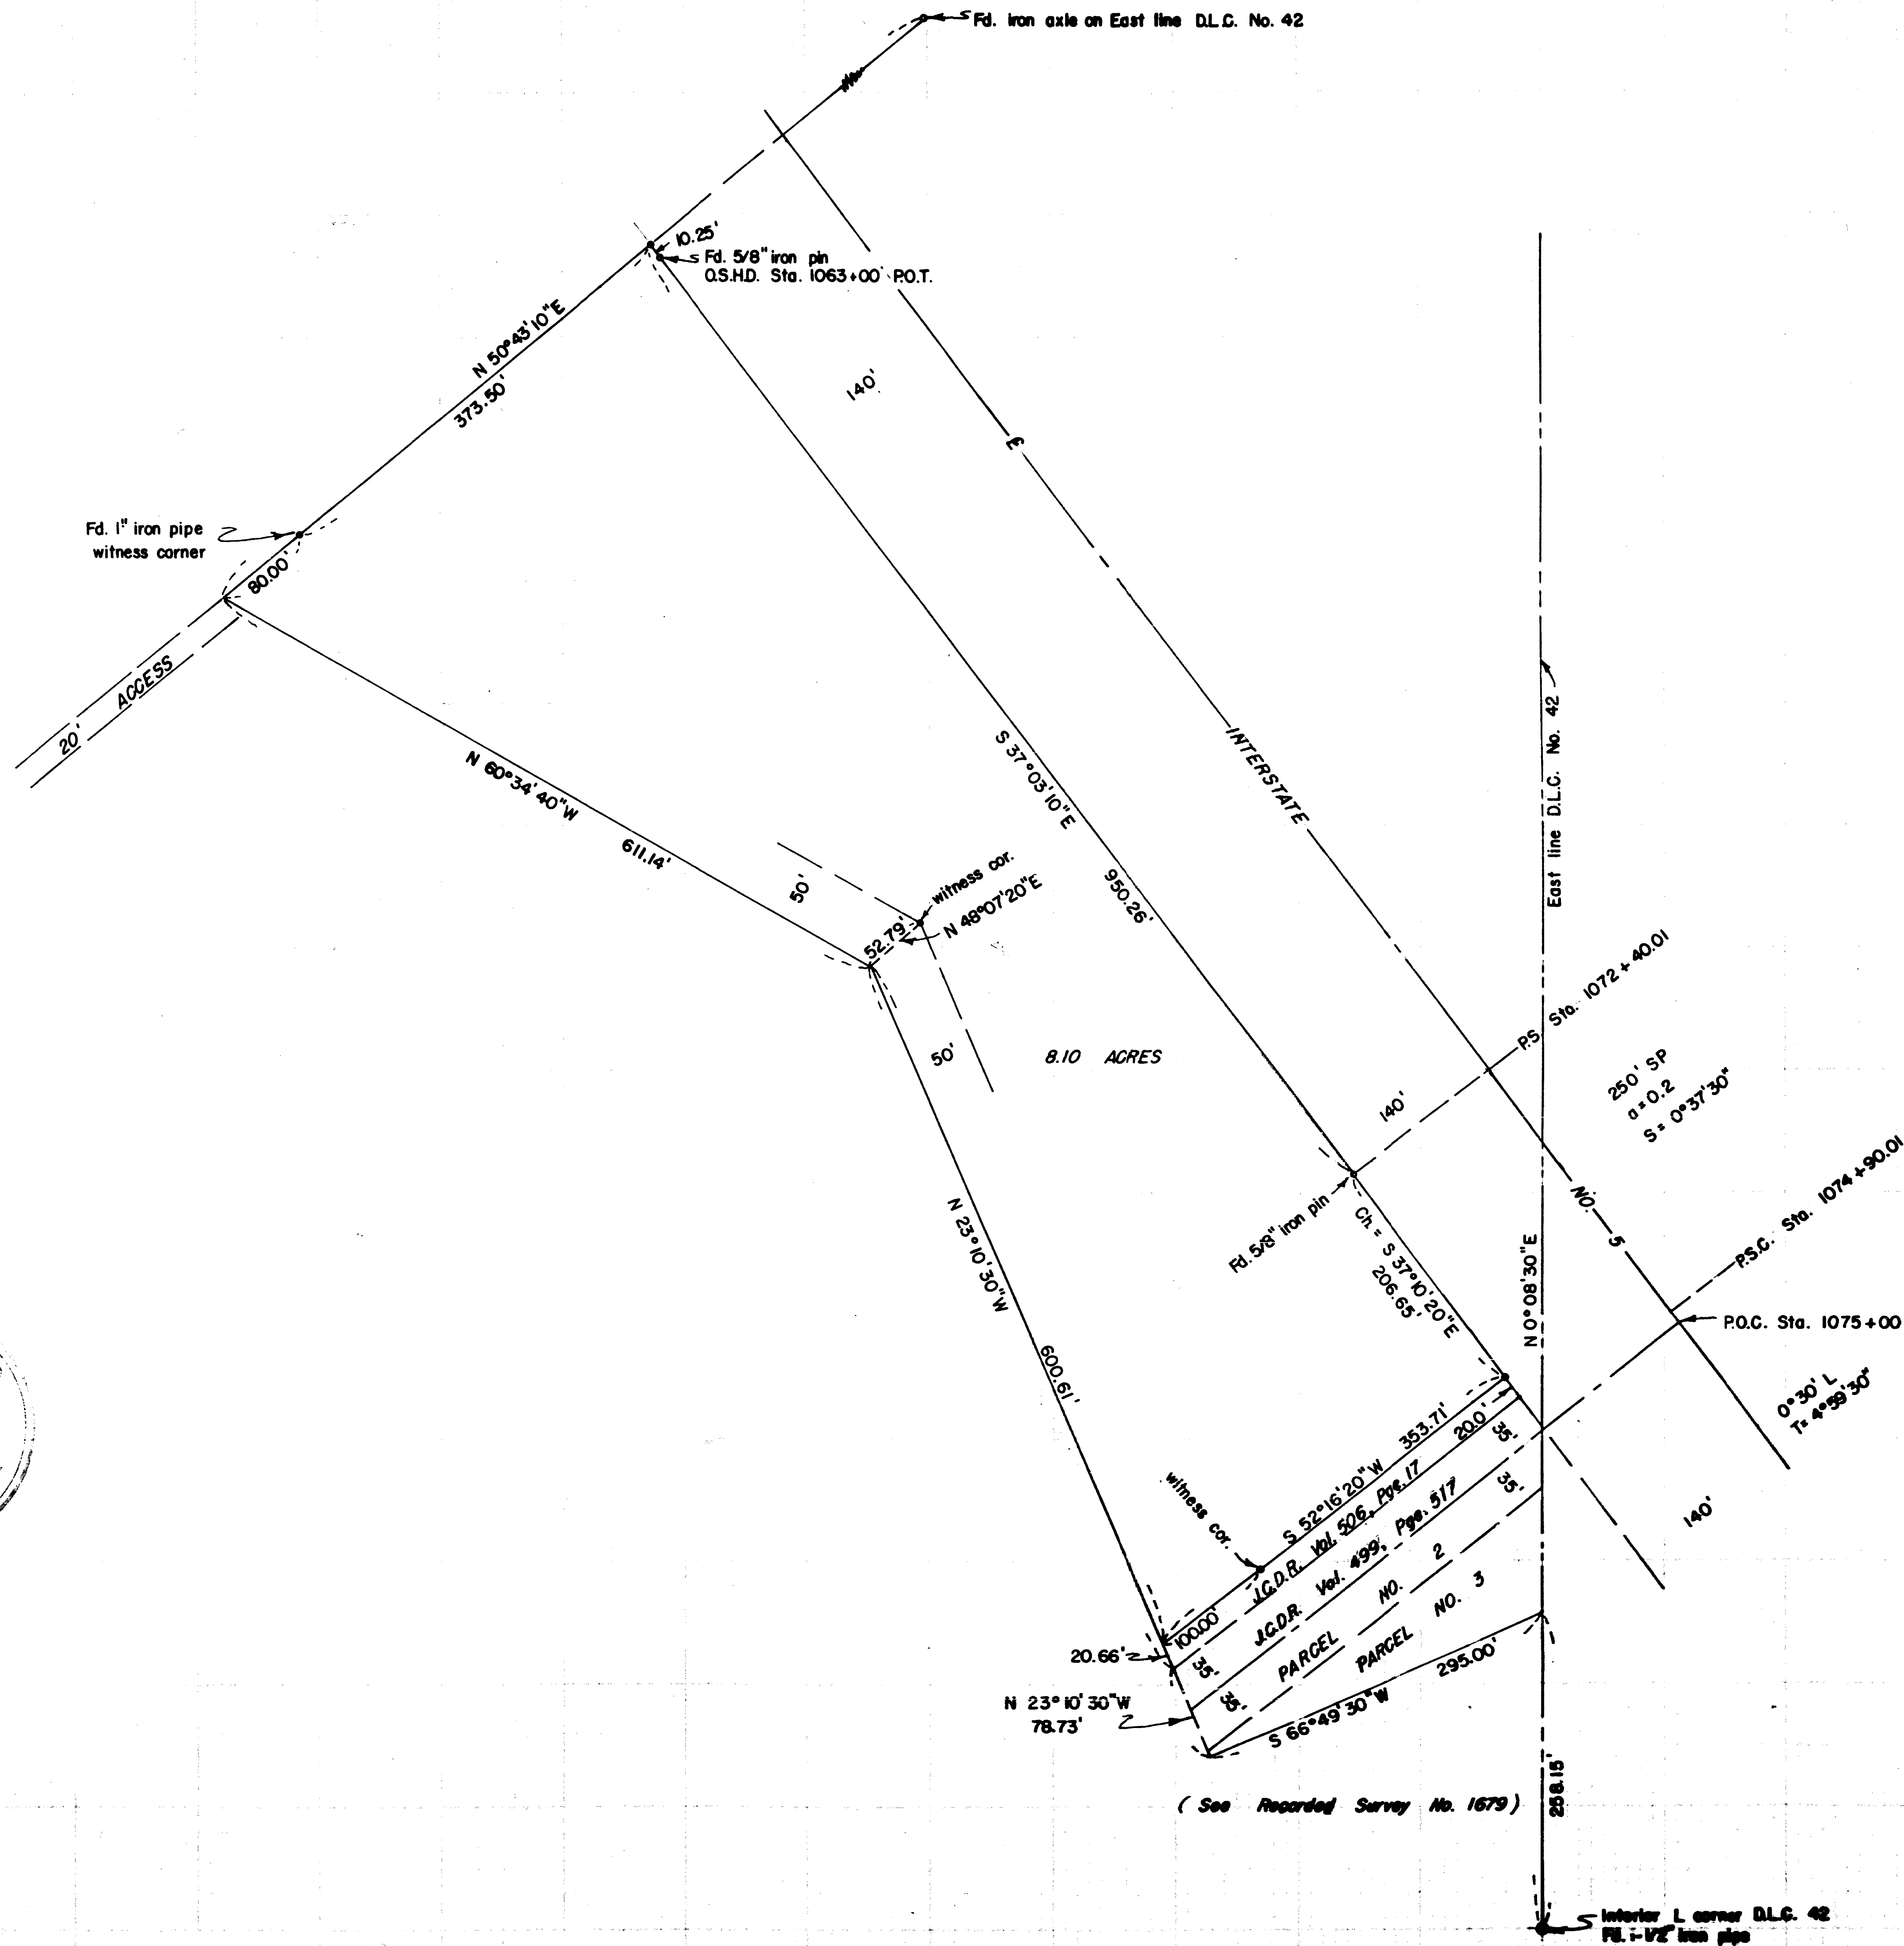 Fd. iron axle on East line D.L.C. No. 42
10.25'
Fd. 5/8" iron pin
O.S.H.D. Sta. 1063+00 P.O.T.
N 50°43'10"E
373.50'
140'
℄
Fd. 1" iron pipe
witness corner
80.00'
20' ACCESS
N 60°34'40"W
611.14'
S 37°03'10"E
950.26'
INTERSTATE
East line D.L.C. No. 42
50'
witness cor.
52.79'
N 48°07'20"E
50'
8.10 ACRES
P.S. Sta. 1072+40.01
250' SP
a=0.2
S= 0°37'30"
140'
Fd. 5/8" iron pin
N 23°10'30"W
600.61'
Ch. = S 37°10'20"E
206.65'
N 0°08'30"E
NO. 5
P.S.C. Sta. 1074+90.01
P.O.C. Sta. 1075+00
0°30' L
T= 4°59'30"
S 52°16'20"W 353.71'
20.0'
35'
35'
J.C.D.R. Vol. 506, Pge. 17
J.C.D.R. Vol. 499, Pge. 517
witness cor.
100.00'
PARCEL NO. 2
PARCEL NO. 3
140'
20.66'
35'
35'
N 23°10'30"W
78.73'
S 66°49'30"W 295.00'
258.15'
( See Recorded Survey No. 1679 )
Interior L corner D.L.C. 42
Fd. 1-1/2" iron pipe